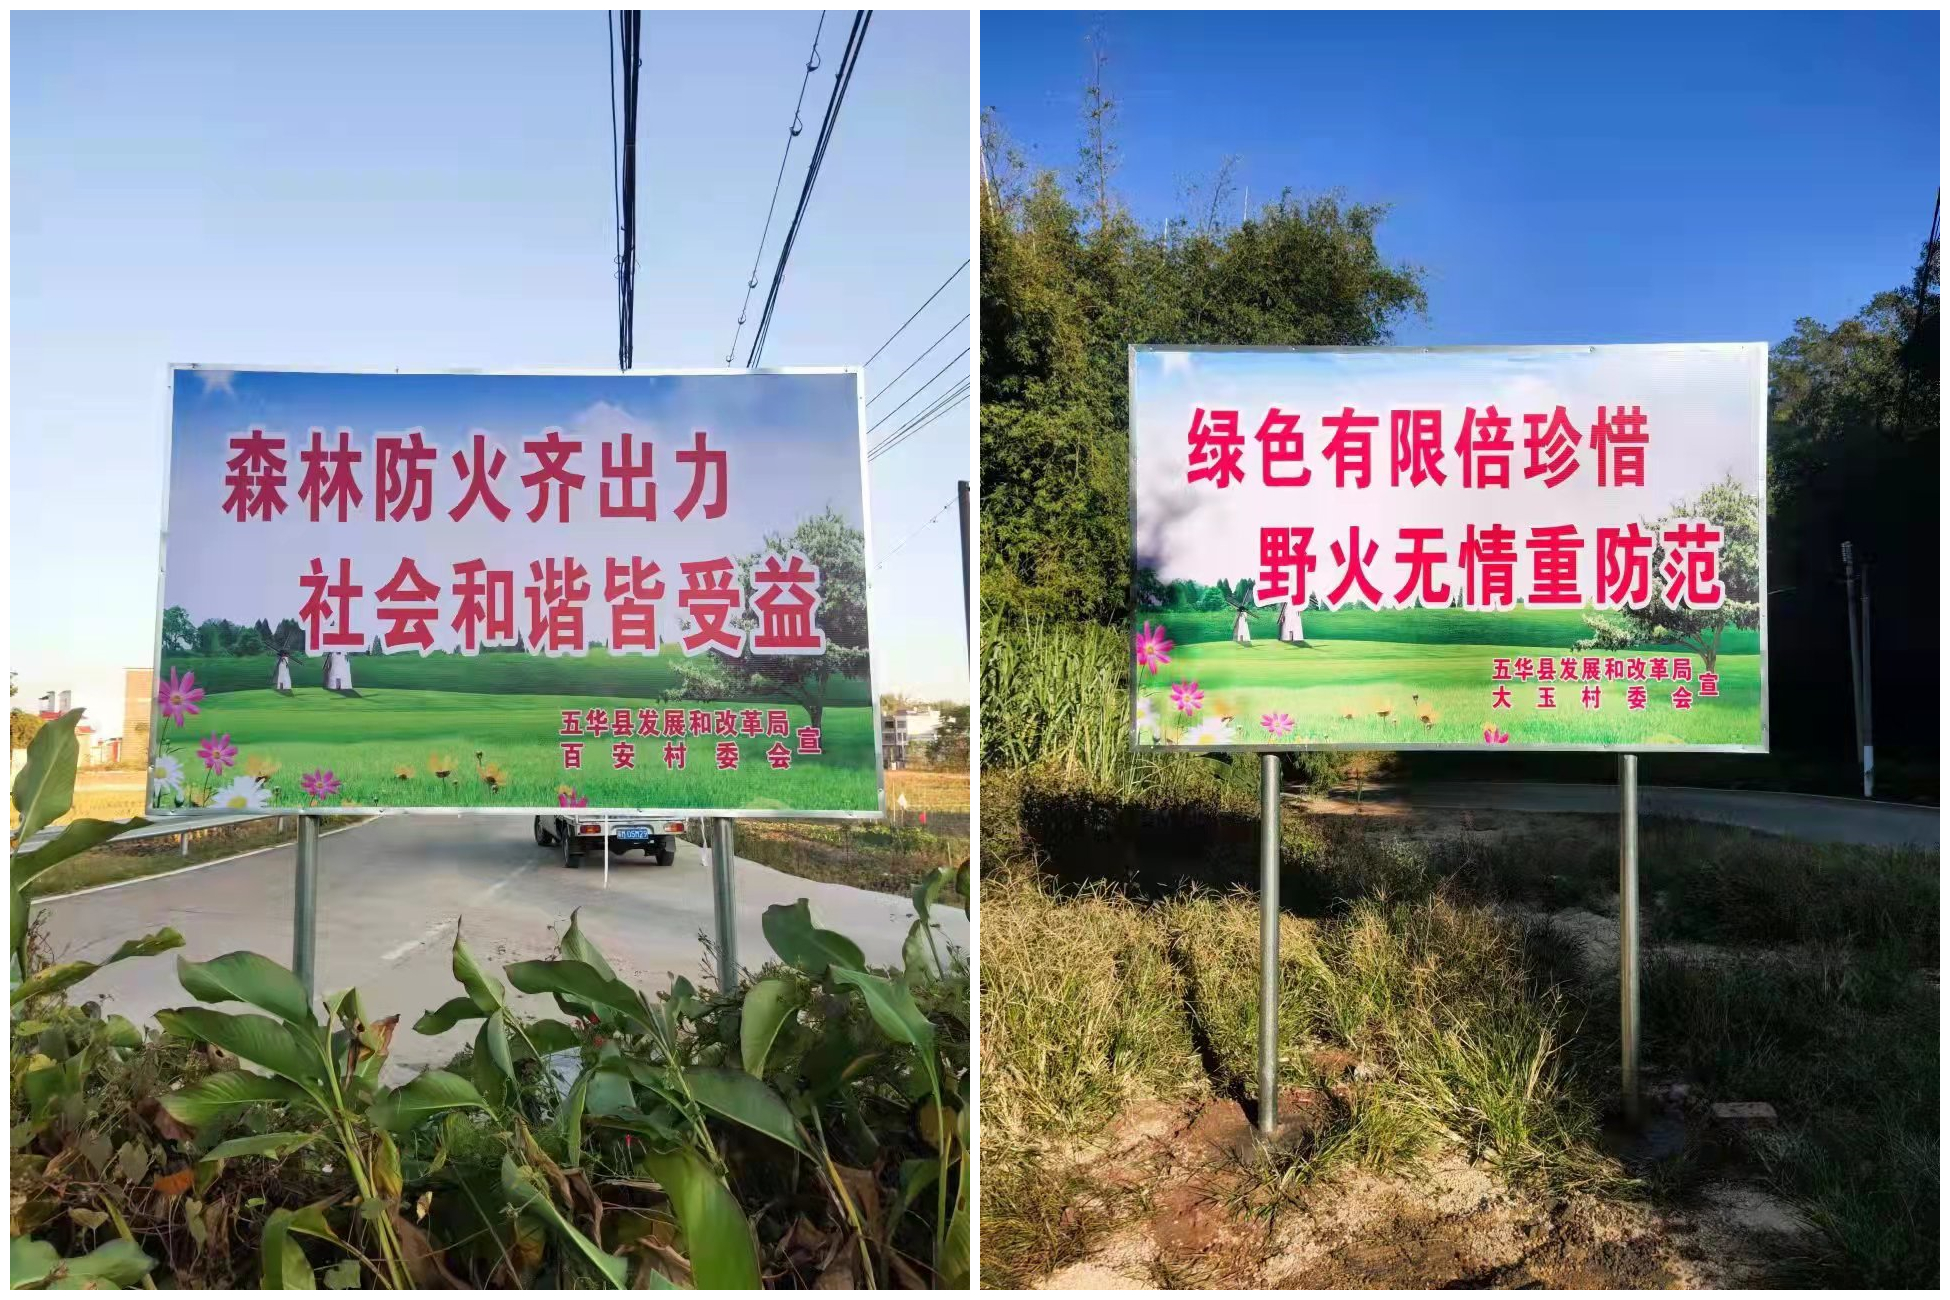 森林防火齐出力
社会和谐皆受益
五华县发展和改革局
百安村委会
宣
绿色有限倍珍惜
野火无情重防范
五华县发展和改革局
大玉村委会
宣